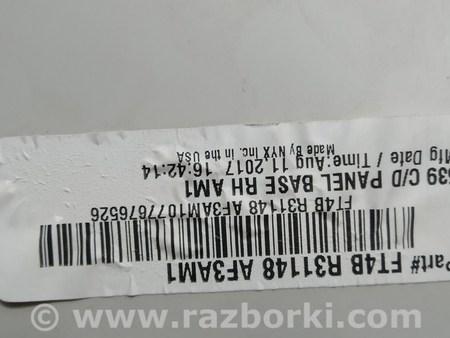 Part# FT4B R31148 AF3AM1
FT4B R31148 AF3AM1077676526
539 C/D PANEL BASE RH AM1
Mfg Date / Time:Aug 11,2017 16:42:14
Made By NYX Inc. in the USA
www.razborki.com